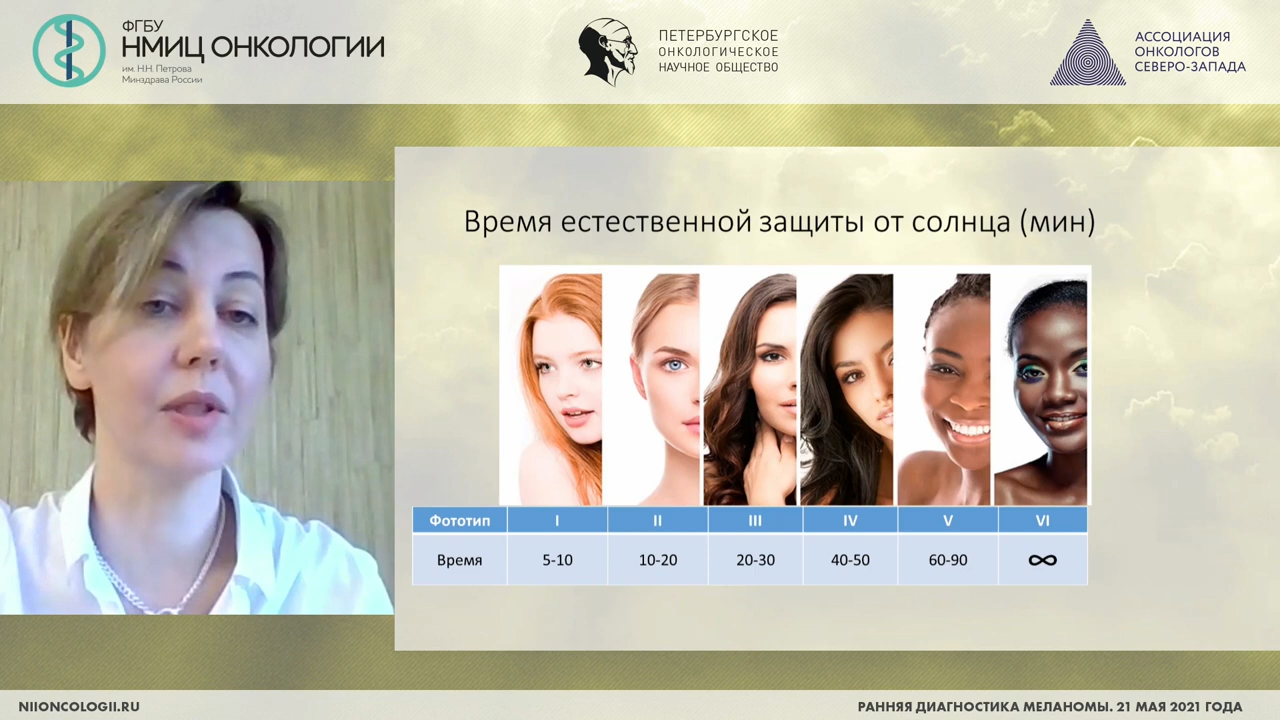 ФГБУ
НМИЦ ОНКОЛОГИИ
им. Н.Н. Петрова
Минздрава России
ПЕТЕРБУРГСКОЕ
ОНКОЛОГИЧЕСКОЕ
НАУЧНОЕ ОБЩЕСТВО
АССОЦИАЦИЯ
ОНКОЛОГОВ
СЕВЕРО-ЗАПАДА
Время естественной защиты от солнца (мин)
Фототип I II III IV V VI
Время 5-10 10-20 20-30 40-50 60-90 ∞
NIIONCOLOGII.RU
РАННЯЯ ДИАГНОСТИКА МЕЛАНОМЫ. 21 МАЯ 2021 ГОДА